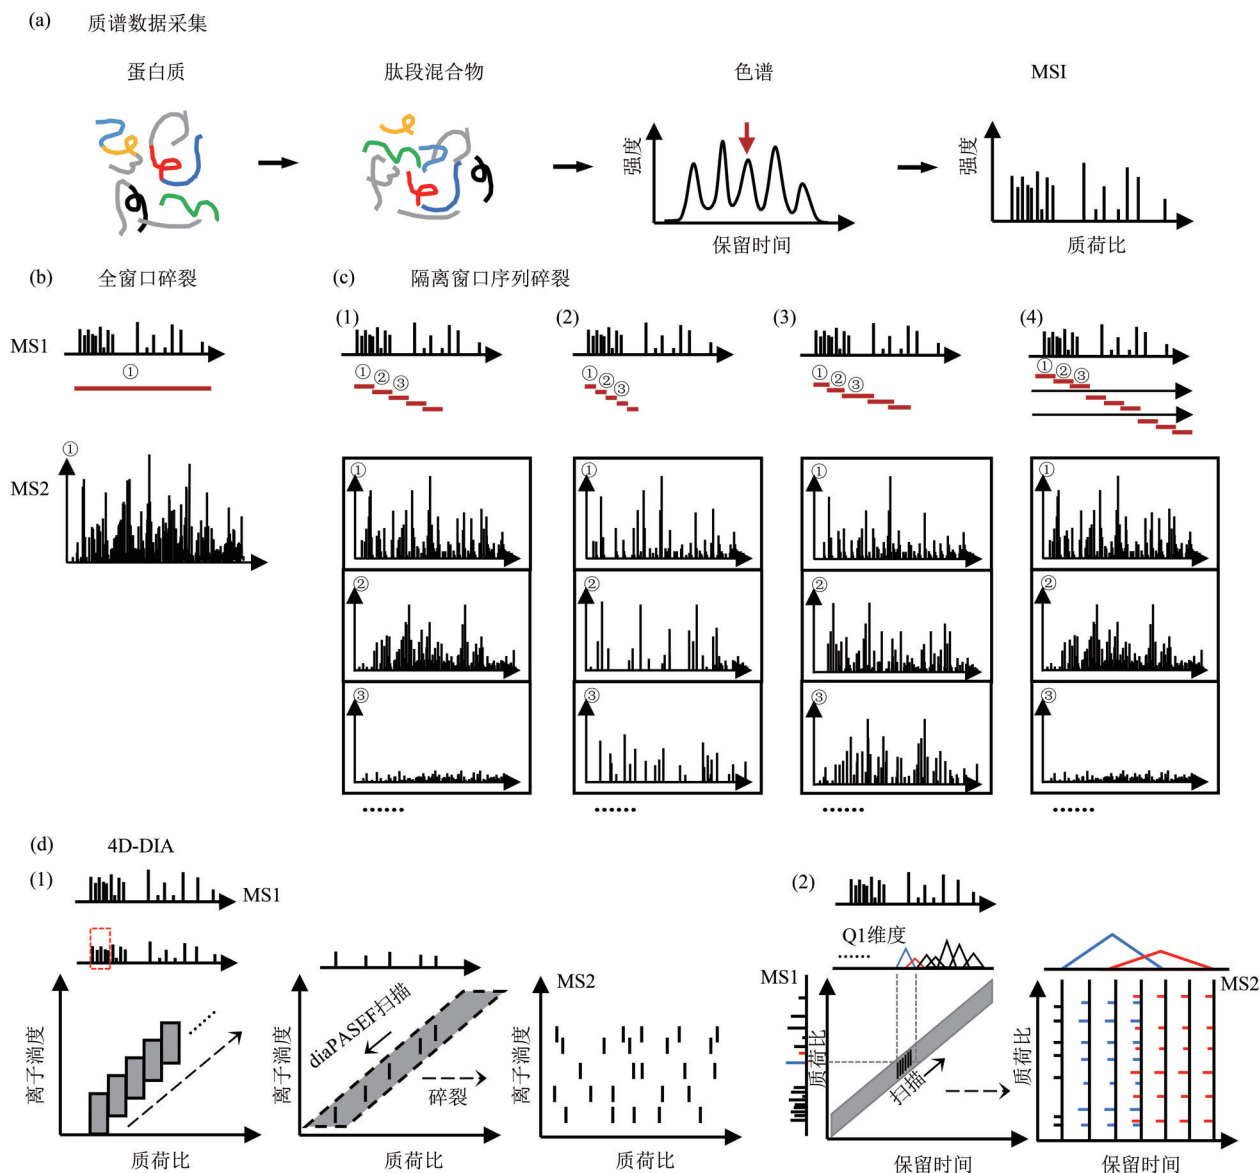 (a) 质谱数据采集
蛋白质 肽段混合物 色谱 MSI
强度 保留时间 强度 质荷比
(b) 全窗口碎裂 (c) 隔离窗口序列碎裂
(1) (2) (3) (4)
MS1
① ①②③ ①②③ ①②③ ①②③
MS2
① ① ① ① ①
② ② ② ②
③ ③ ③ ③
...... ...... ...... ......
(d) 4D-DIA
(1) MS1 (2)
...... Q1维度
离子淌度 ...... 质荷比
离子淌度 diaPASEF扫描 碎裂 质荷比
MS2 离子淌度 质荷比
MS1 质荷比 扫描 保留时间
MS2 质荷比 保留时间